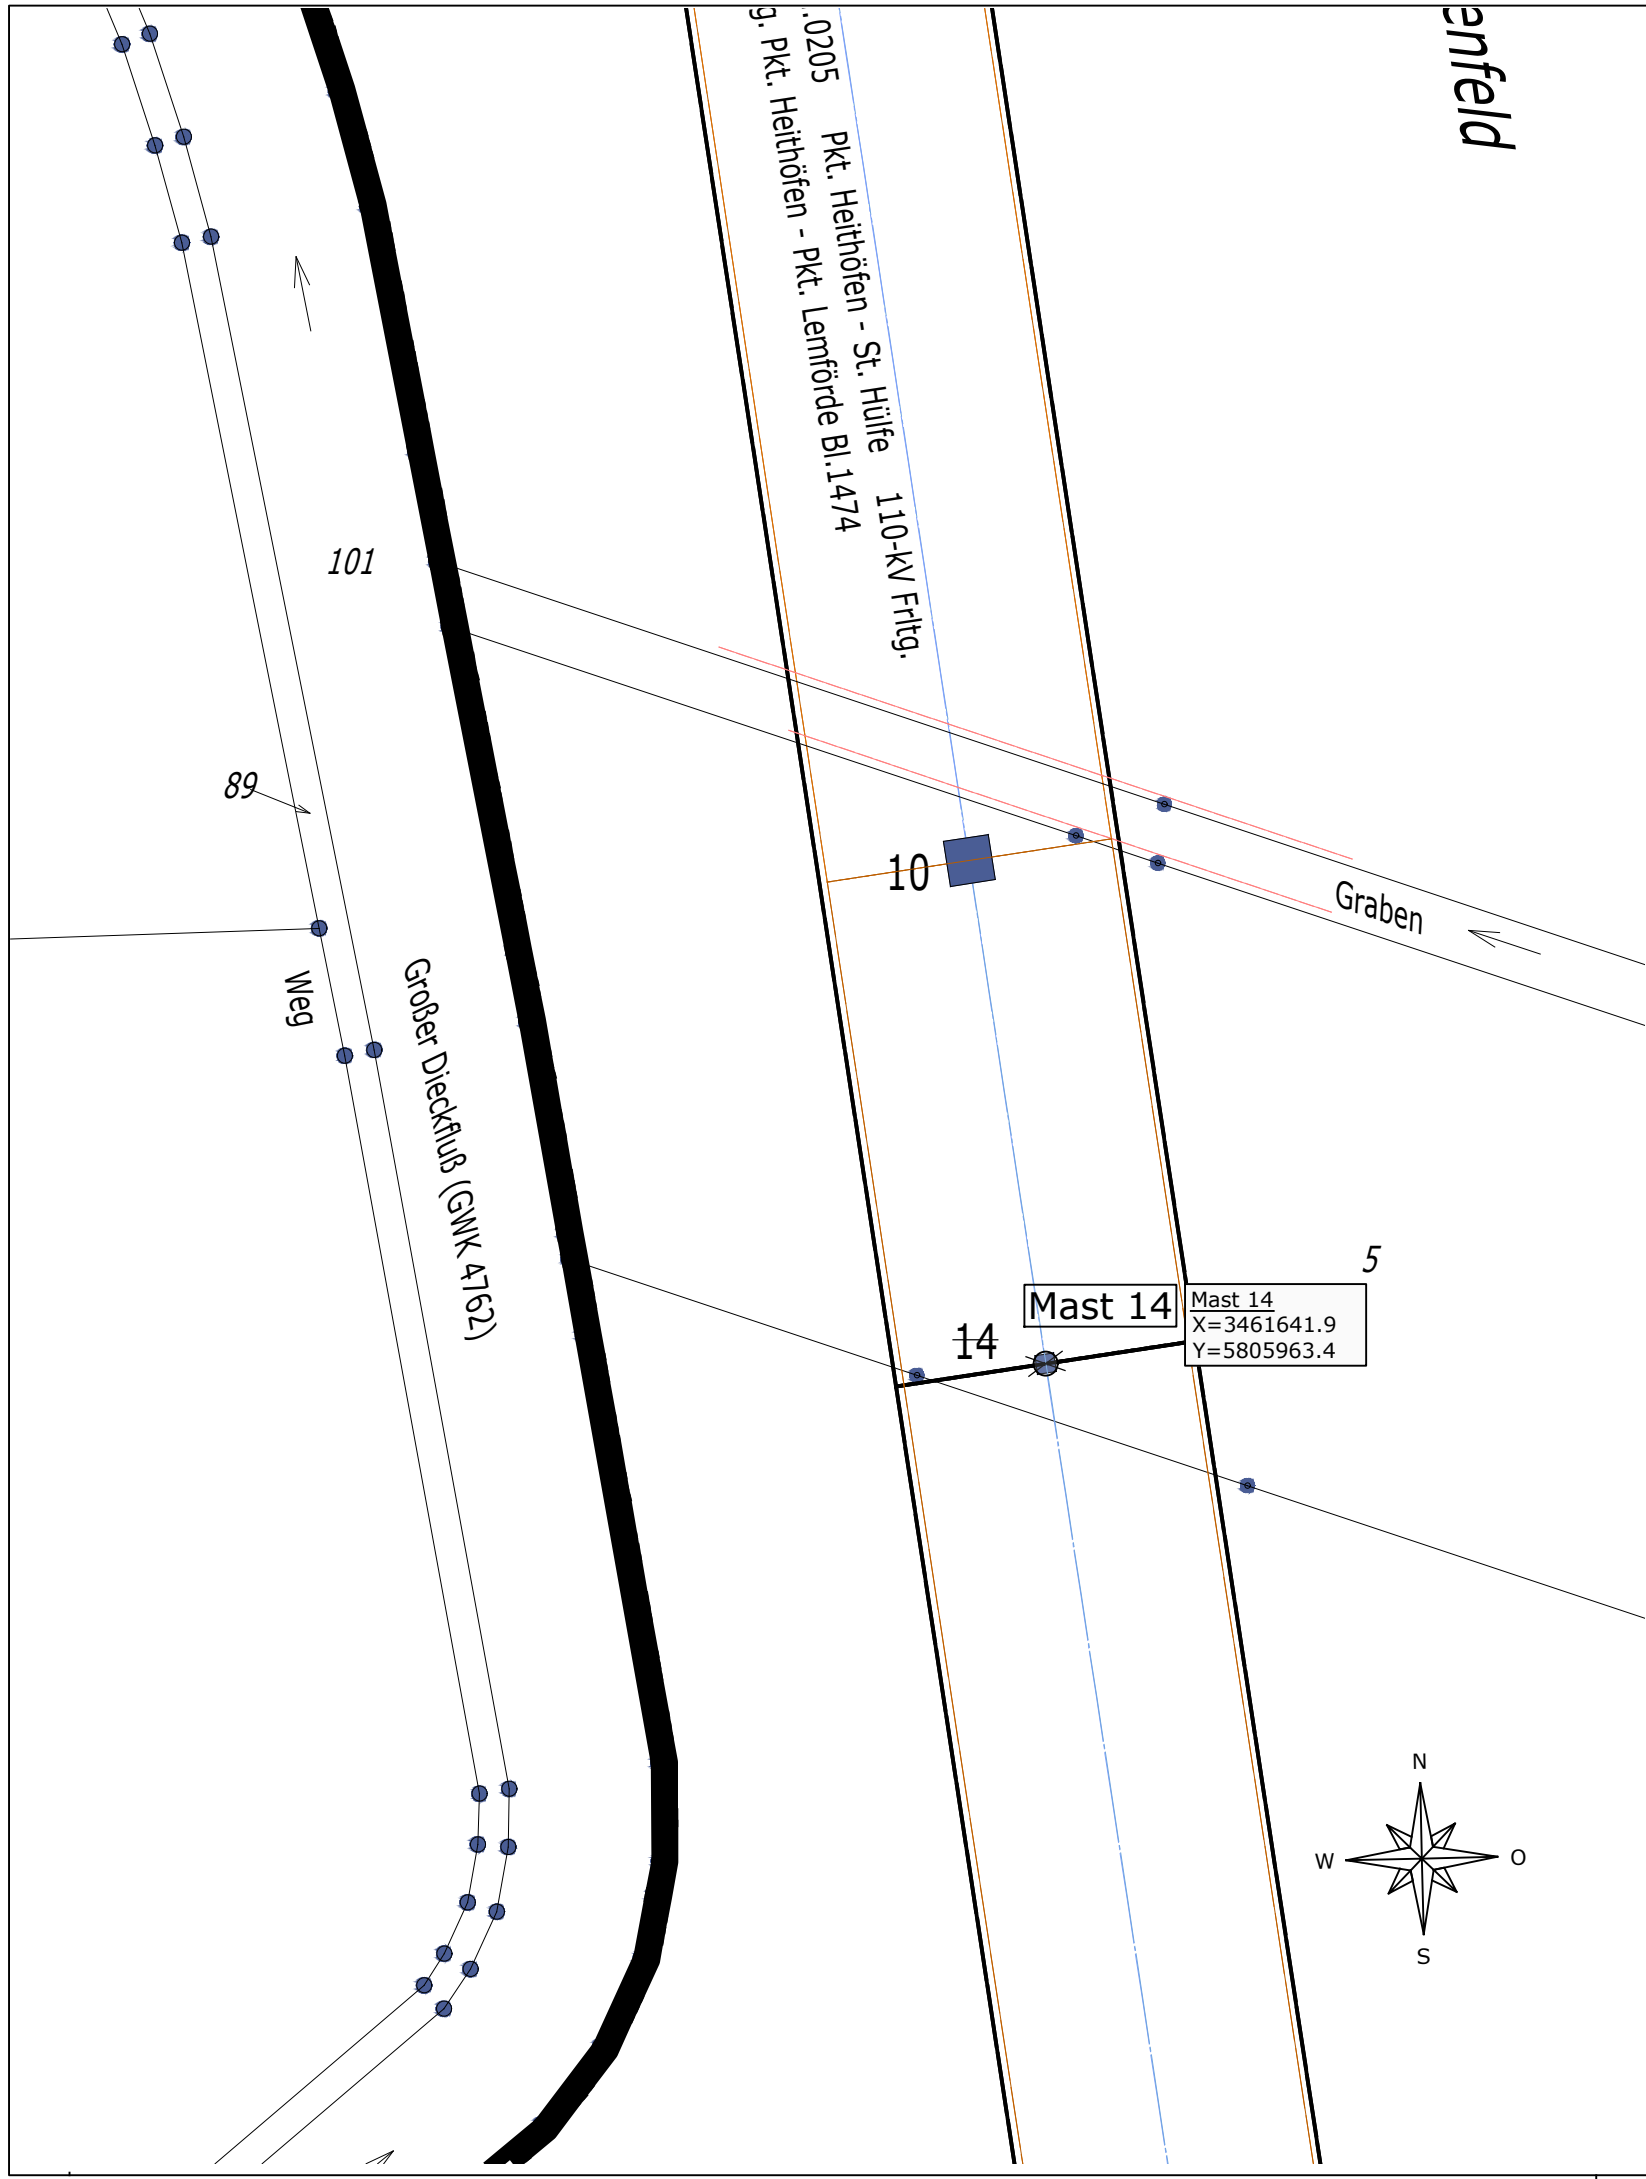 enfeld
.0205 Pkt. Heithöfen - St. Hülfe 110-kV Frltg.
g. Pkt. Heithöfen - Pkt. Lemförde Bl.1474
101
89
10
Graben
Weg
Großer Dieckfluß (GWK 4762)
5
Mast 14
14
Mast 14
X=3461641.9
Y=5805963.4
N
W
O
S